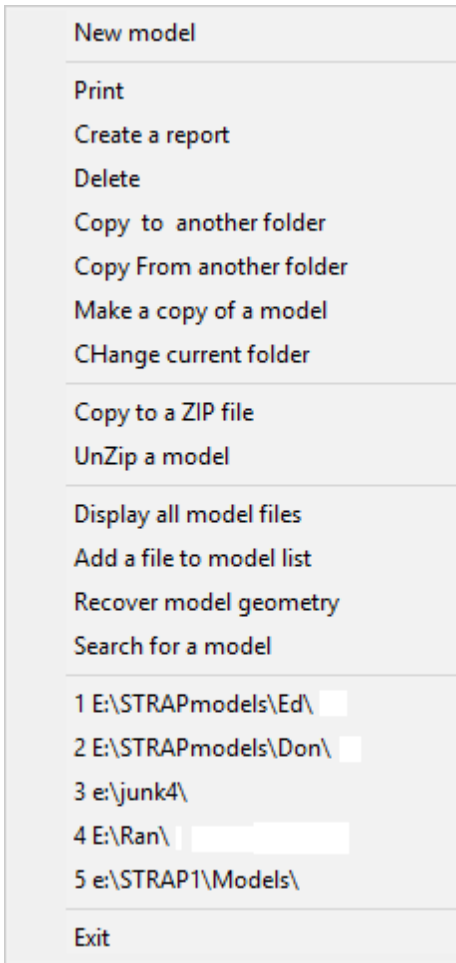 New model
Print
Create a report
Delete
Copy  to  another folder
Copy From another folder
Make a copy of a model
CHange current folder
Copy to a ZIP file
UnZip a model
Display all model files
Add a file to model list
Recover model geometry
Search for a model
1 E:\STRAPmodels\Ed\
2 E:\STRAPmodels\Don\
3 e:\junk4\
4 E:\Ran\
5 e:\STRAP1\Models\
Exit